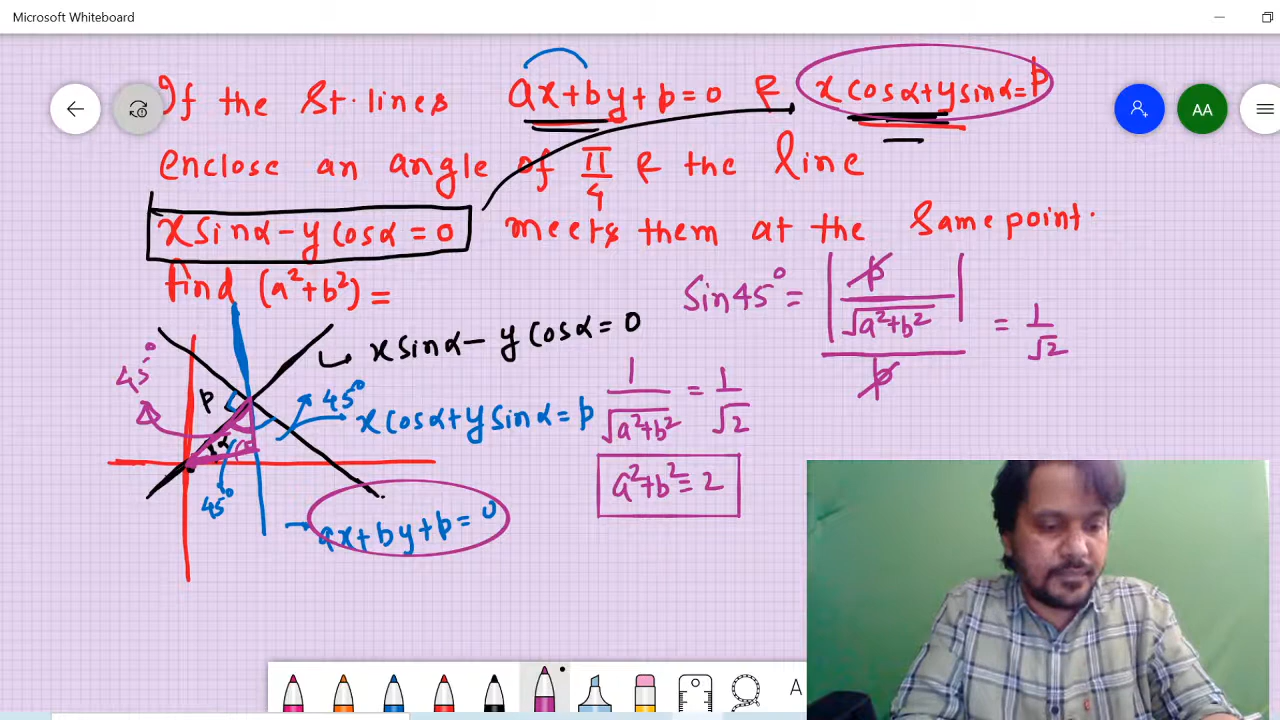 Microsoft Whiteboard
If the St. lines ax+by+p=0 & x cosα+y sinα=p
enclose an angle of π/4 & the line
x sinα-y cosα=0 meets them at the same point.
find (a²+b²)=
x sinα-y cosα=0
45°
p
45°
x cosα+y sinα=p
α
45°
ax+by+p=0
sin45°= |p/√a²+b²|/p = 1/√2
1/√a²+b² = 1/√2
a²+b²=2
AA
A